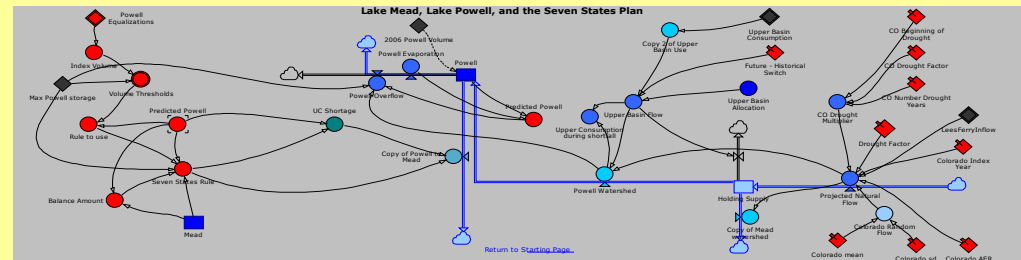 Lake Mead, Lake Powell, and the Seven States Plan
Powell
Equalizations
Index Volume
Max Powell storage
Volume Thresholds
Rule to use
Predicted Powell
Seven States Rule
Balance Amount
Mead
UC Shortage
2006 Powell Volume
Powell Evaporation
Powell
Powell Overflow
Predicted Powell
Copy of Powell to
Mead
Return to Starting Page
Copy 2 of Upper
Basin Use
Upper Basin
Consumption
Future - Historical
Switch
Upper Basin
Allocation
Upper Consumption
during shortfall
Upper Basin Flow
Powell Watershed
Holding Supply
Copy of Mead
watershed
CO Beginning of
Drought
CO Drought Factor
CO Number Drought
Years
CO Drought
Multiplier
LeesFerryInflow
Drought Factor
Colorado Index
Year
Projected Natural
Flow
Colorado Random
Flow
Colorado mean
Colorado sd
Colorado AER